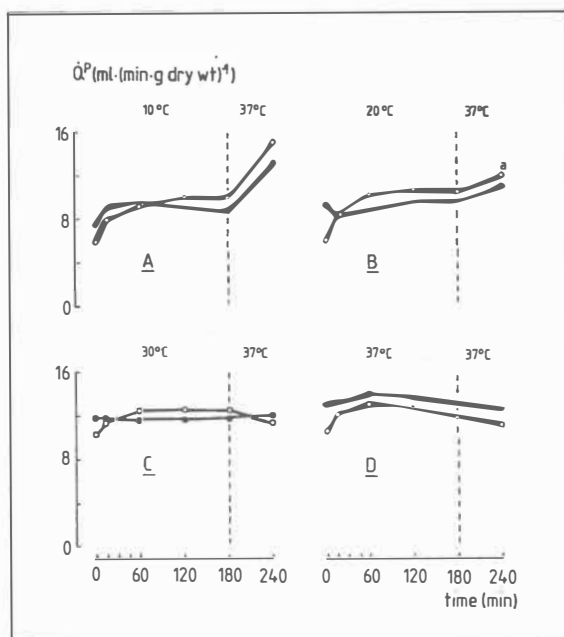 Q̇ᴾ(ml·(min·g dry wt)⁻¹)
10°C 37°C 20°C 37°C
16
8
0
A
a
B
30°C 37°C 37°C 37°C
16
8
0
C
D
0 60 120 180 240 0 60 120 180 240
time (min)